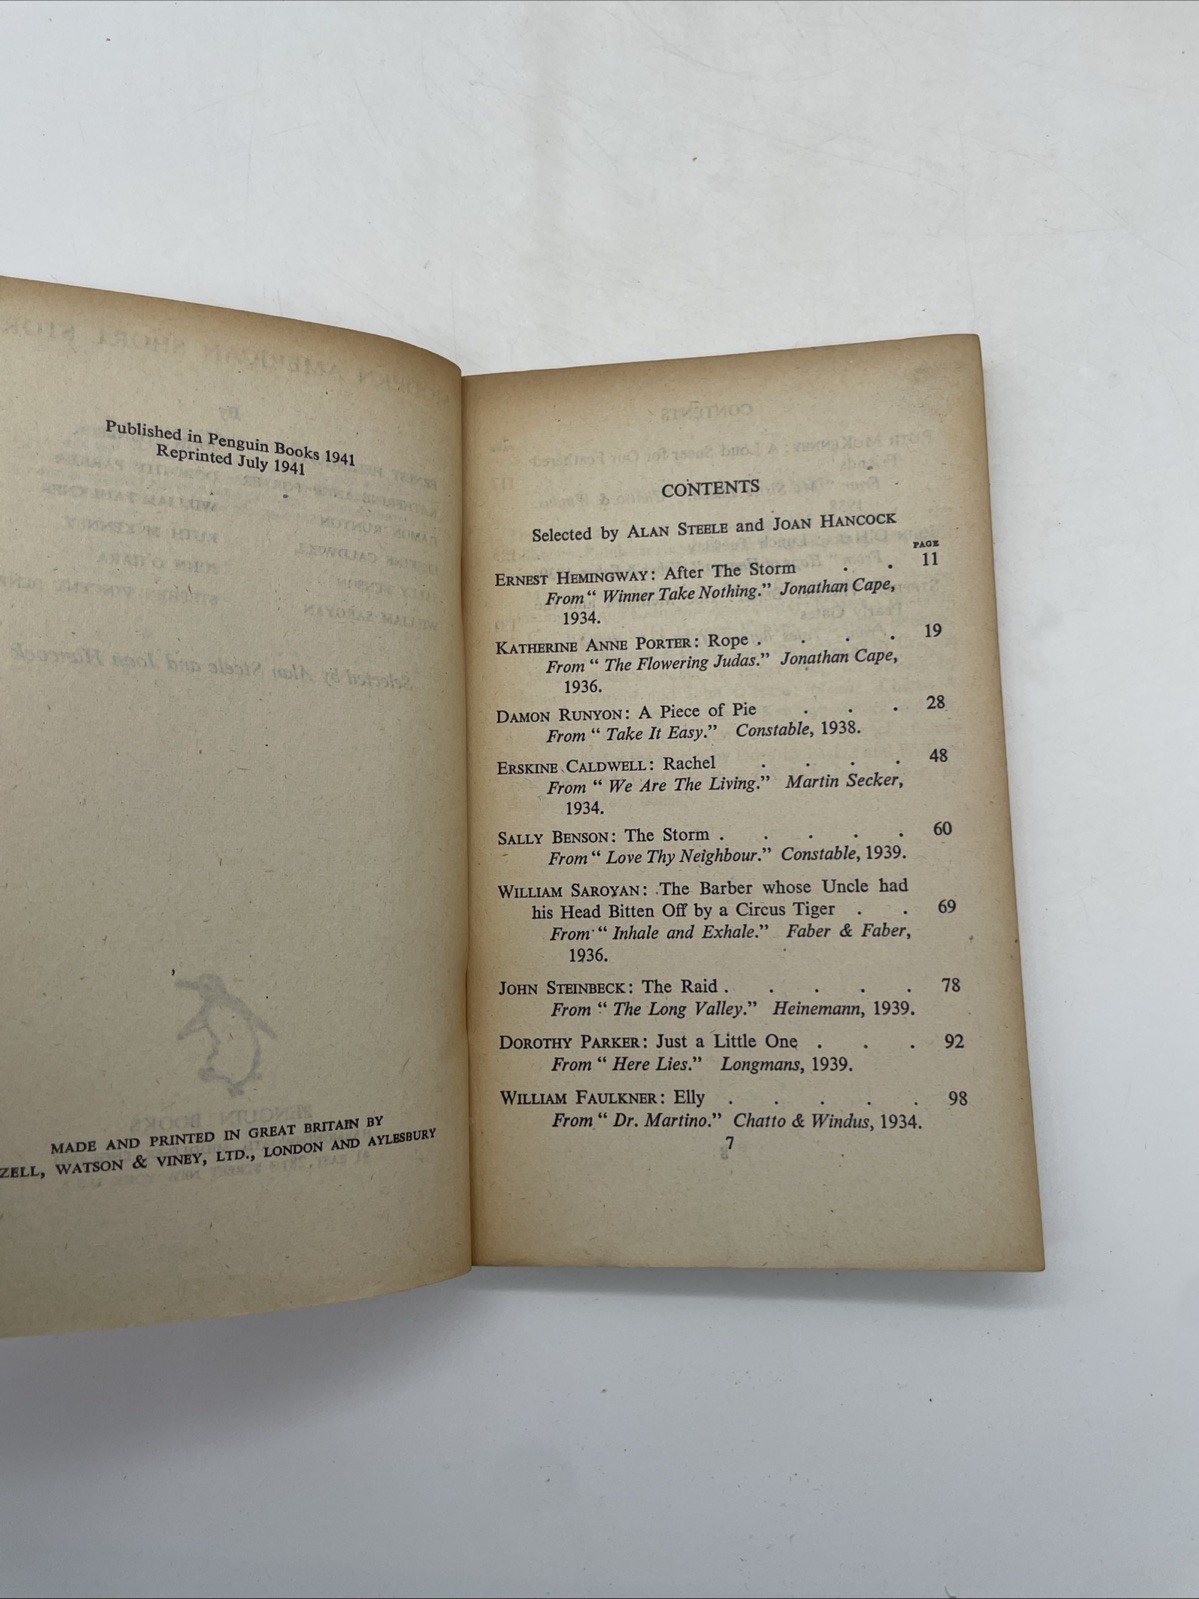 Published in Penguin Books 1941
Reprinted July 1941
MADE AND PRINTED IN GREAT BRITAIN BY
ZELL, WATSON & VINEY, LTD., LONDON AND AYLESBURY
CONTENTS
Selected by ALAN STEELE and JOAN HANCOCK
PAGE
ERNEST HEMINGWAY: After The Storm . . 11
From “ Winner Take Nothing.” Jonathan Cape,
1934.
KATHERINE ANNE PORTER: Rope . . . . 19
From “ The Flowering Judas.” Jonathan Cape,
1936.
DAMON RUNYON: A Piece of Pie . . . 28
From “ Take It Easy.” Constable, 1938.
ERSKINE CALDWELL: Rachel . . . . 48
From “ We Are The Living.” Martin Secker,
1934.
SALLY BENSON: The Storm . . . . . 60
From “ Love Thy Neighbour.” Constable, 1939.
WILLIAM SAROYAN: The Barber whose Uncle had
his Head Bitten Off by a Circus Tiger . . 69
From “ Inhale and Exhale.” Faber & Faber,
1936.
JOHN STEINBECK: The Raid . . . . . 78
From “ The Long Valley.” Heinemann, 1939.
DOROTHY PARKER: Just a Little One . . . 92
From “ Here Lies.” Longmans, 1939.
WILLIAM FAULKNER: Elly . . . . . 98
From “ Dr. Martino.” Chatto & Windus, 1934.
7